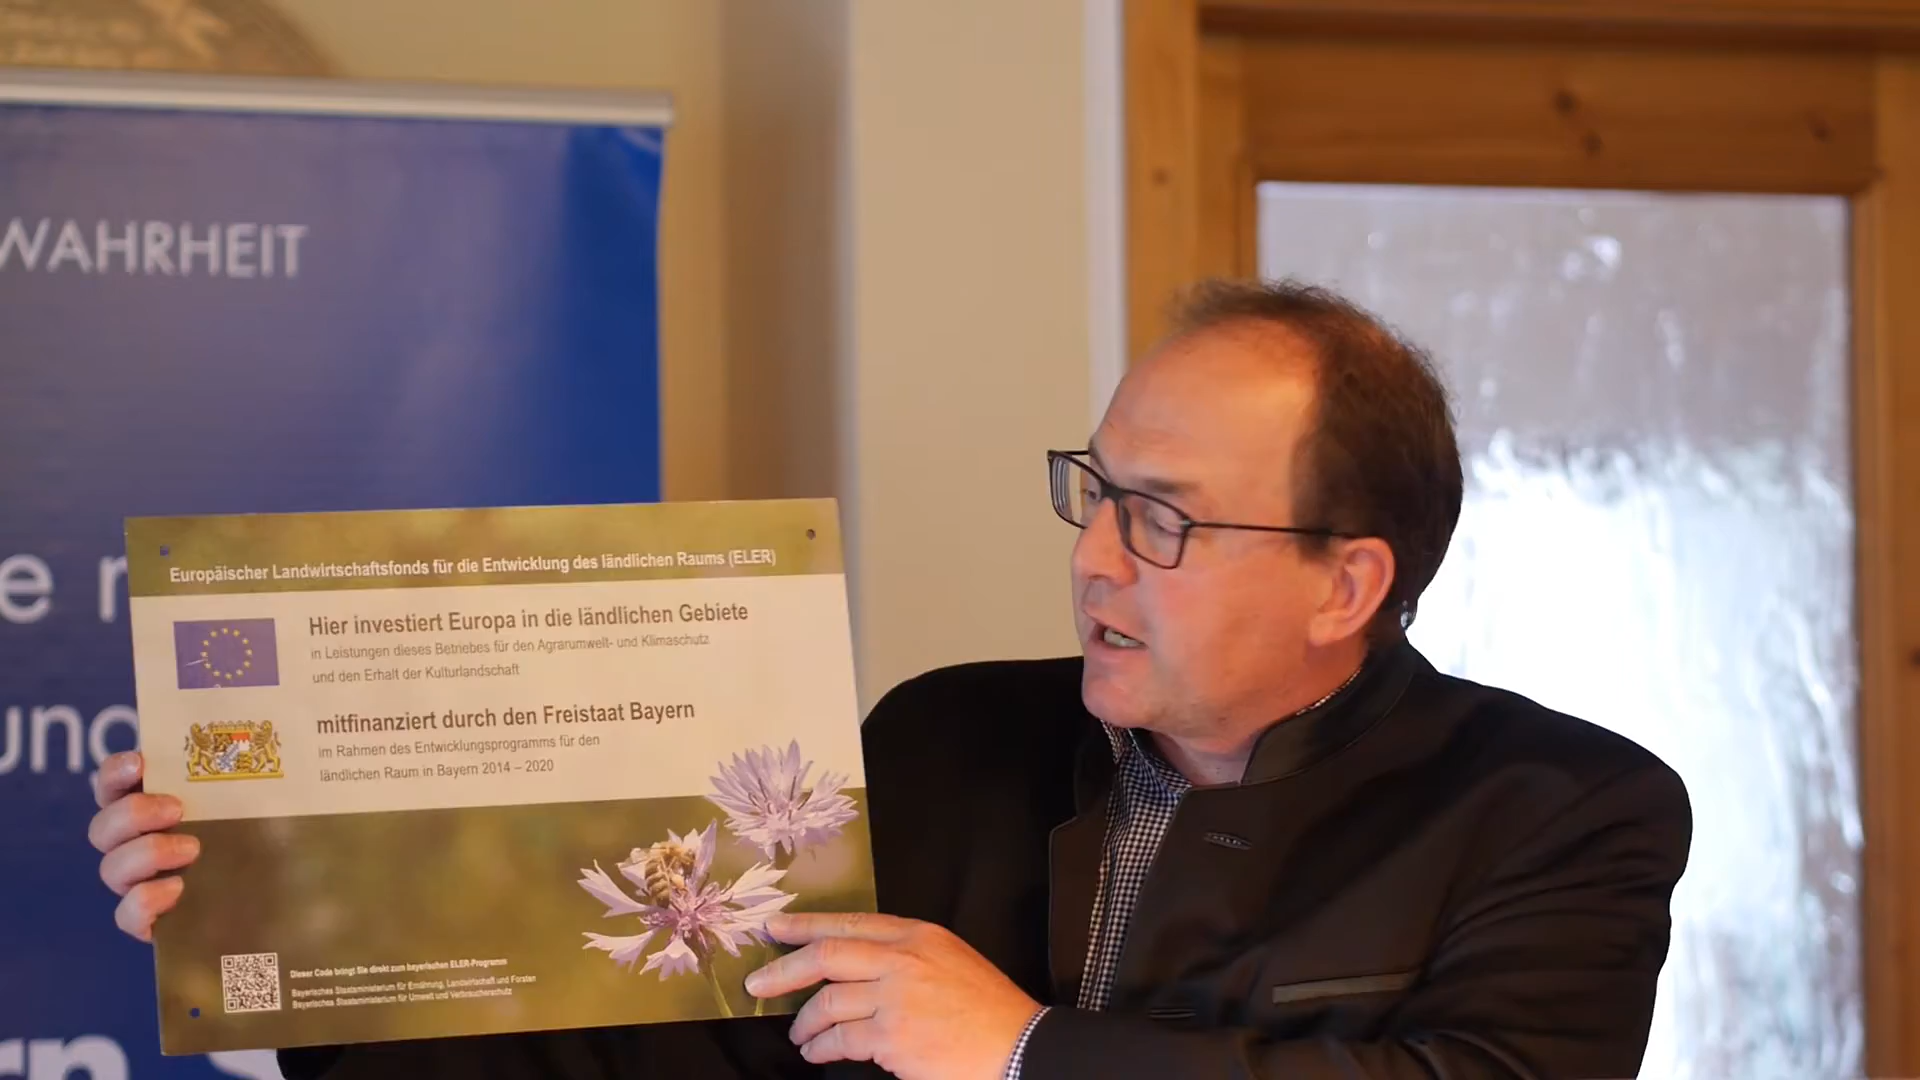 WAHRHEIT
Europäischer Landwirtschaftsfonds für die Entwicklung des ländlichen Raums (ELER)
Hier investiert Europa in die ländlichen Gebiete
in Leistungen dieses Betriebes für den Agrarumwelt- und Klimaschutz
und den Erhalt der Kulturlandschaft
mitfinanziert durch den Freistaat Bayern
im Rahmen des Entwicklungsprogramms für den
ländlichen Raum in Bayern 2014 – 2020
Dieser Code bringt Sie direkt zum bayerischen ELER-Programm
Bayerisches Staatsministerium für Ernährung, Landwirtschaft und Forsten
Bayerisches Staatsministerium für Umwelt und Verbraucherschutz